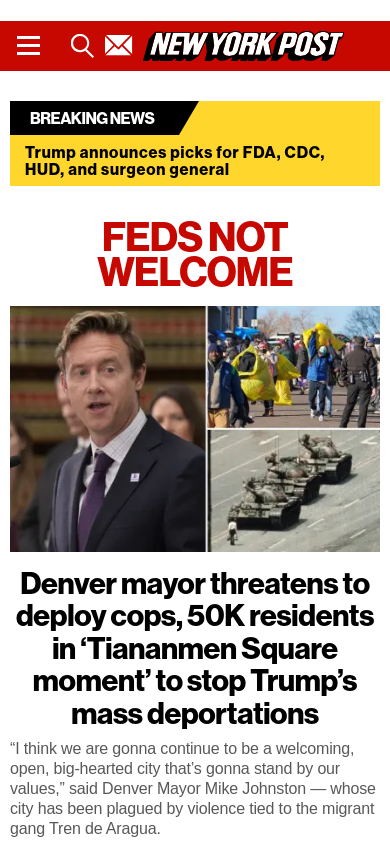 NEW YORK POST
BREAKING NEWS
Trump announces picks for FDA, CDC,
HUD, and surgeon general
FEDS NOT
WELCOME
Denver mayor threatens to
deploy cops, 50K residents
in ‘Tiananmen Square
moment’ to stop Trump’s
mass deportations
“I think we are gonna continue to be a welcoming,
open, big-hearted city that’s gonna stand by our
values,” said Denver Mayor Mike Johnston — whose
city has been plagued by violence tied to the migrant
gang Tren de Aragua.